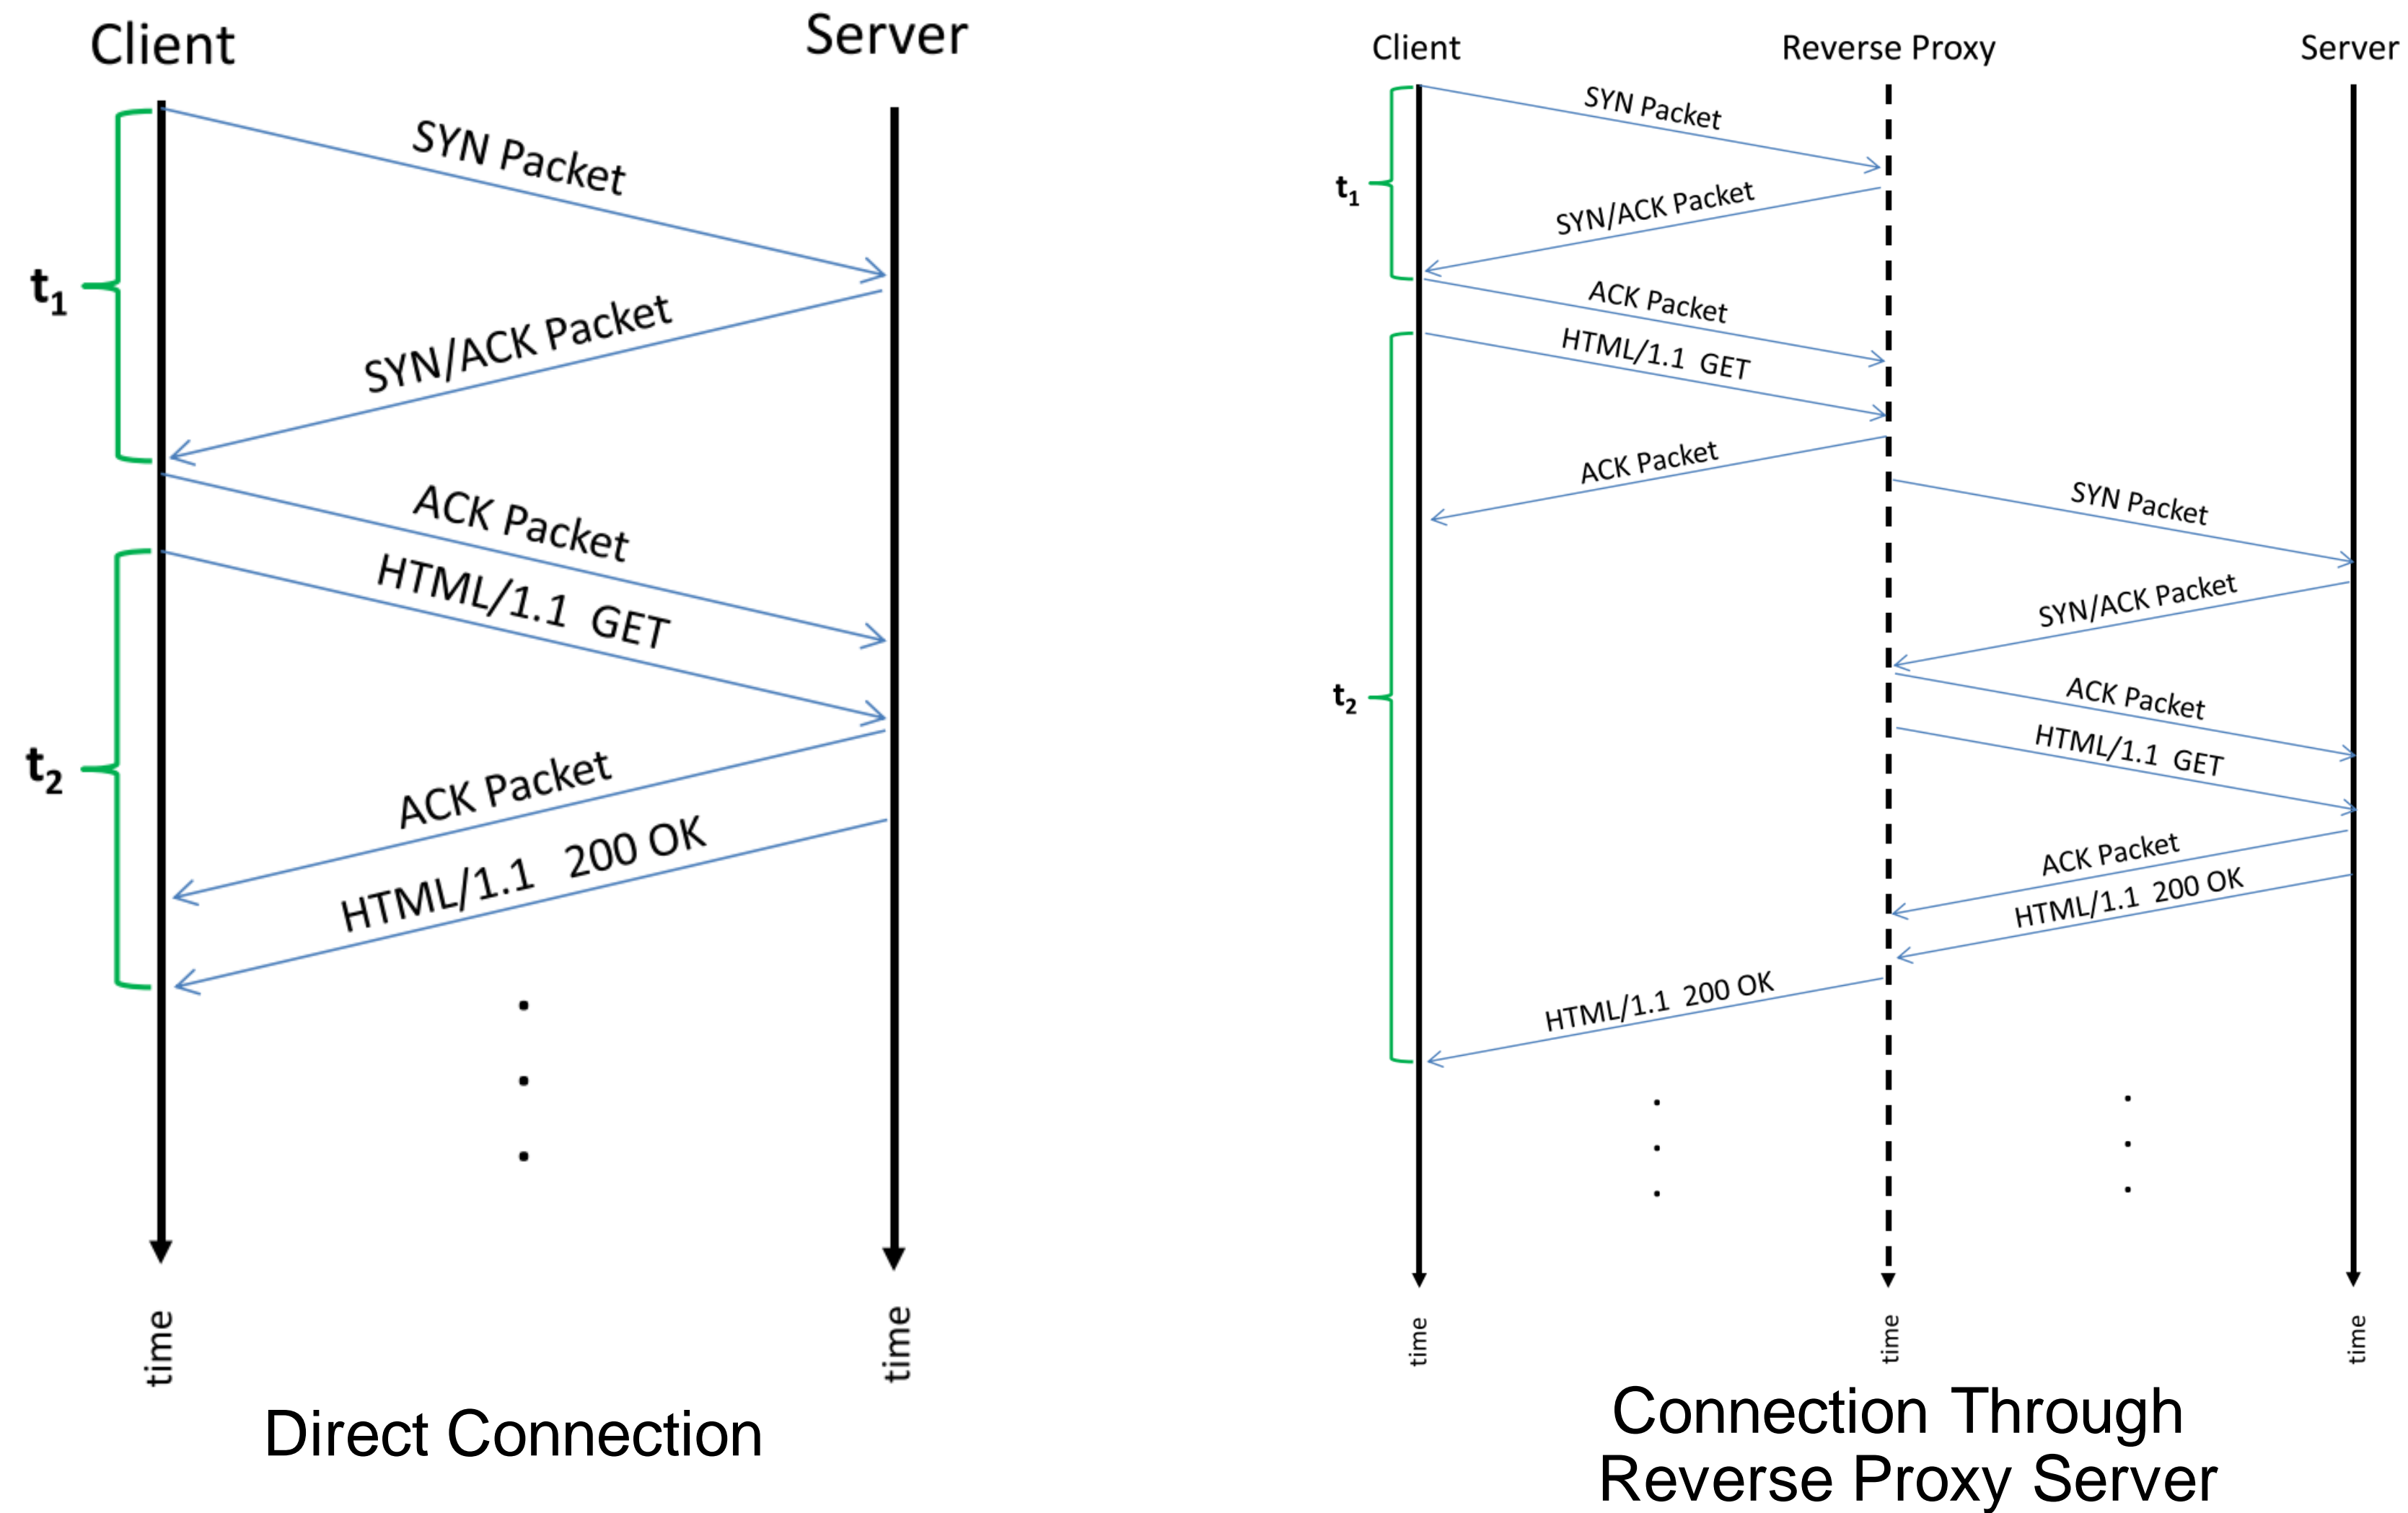 Client
Server
SYN Packet
t1
SYN/ACK Packet
ACK Packet
HTML/1.1 GET
t2
ACK Packet
HTML/1.1 200 OK
.
.
.
time
time
Direct Connection
Client
Reverse Proxy
Server
SYN Packet
t1
SYN/ACK Packet
ACK Packet
HTML/1.1 GET
ACK Packet
SYN Packet
SYN/ACK Packet
t2
ACK Packet
HTML/1.1 GET
ACK Packet
HTML/1.1 200 OK
HTML/1.1 200 OK
. .
. .
. .
time
time
time
Connection Through
Reverse Proxy Server